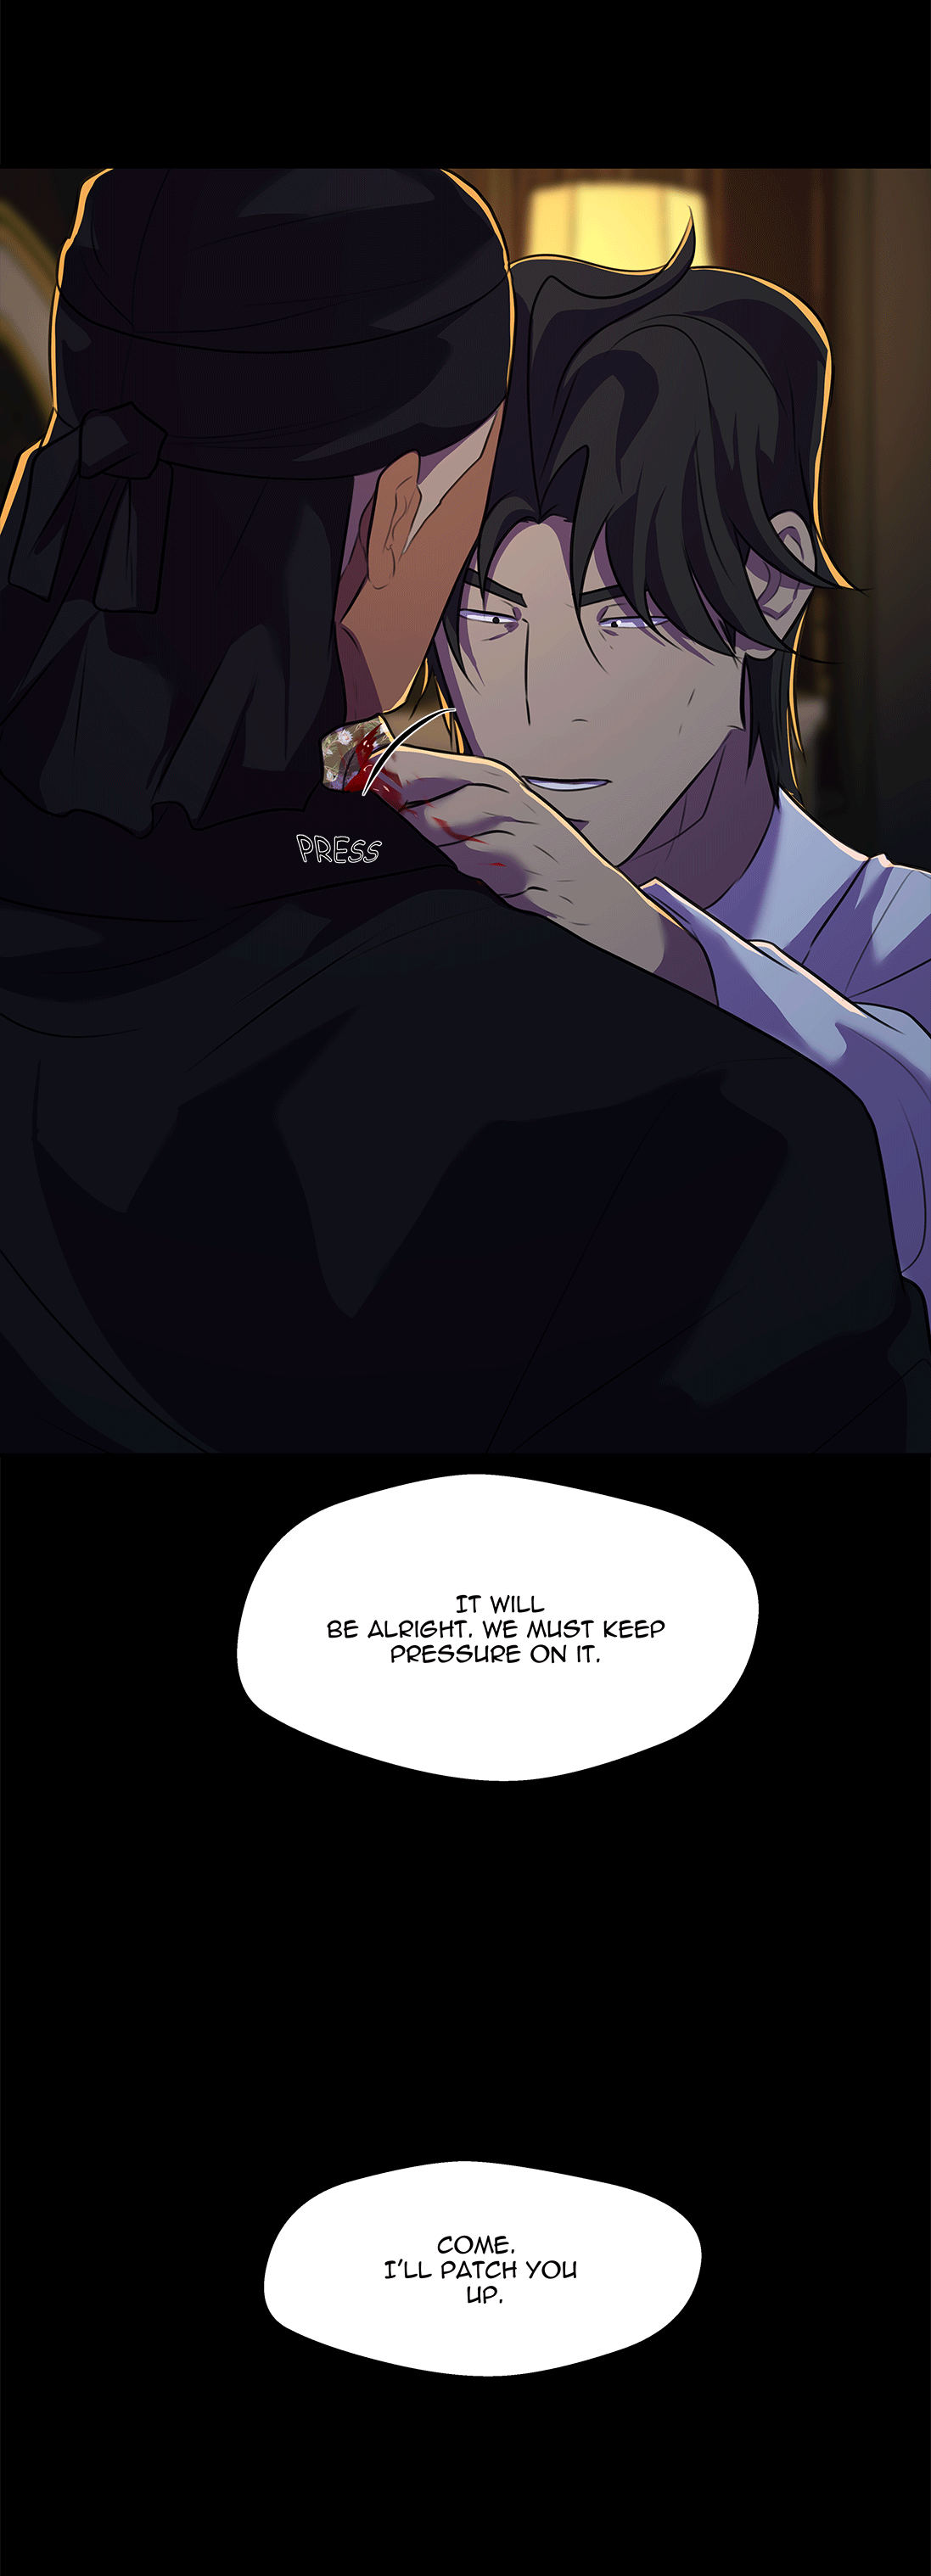 PRESS
IT WILL
BE ALRIGHT. WE MUST KEEP
PRESSURE ON IT.
COME.
I'LL PATCH YOU
UP.